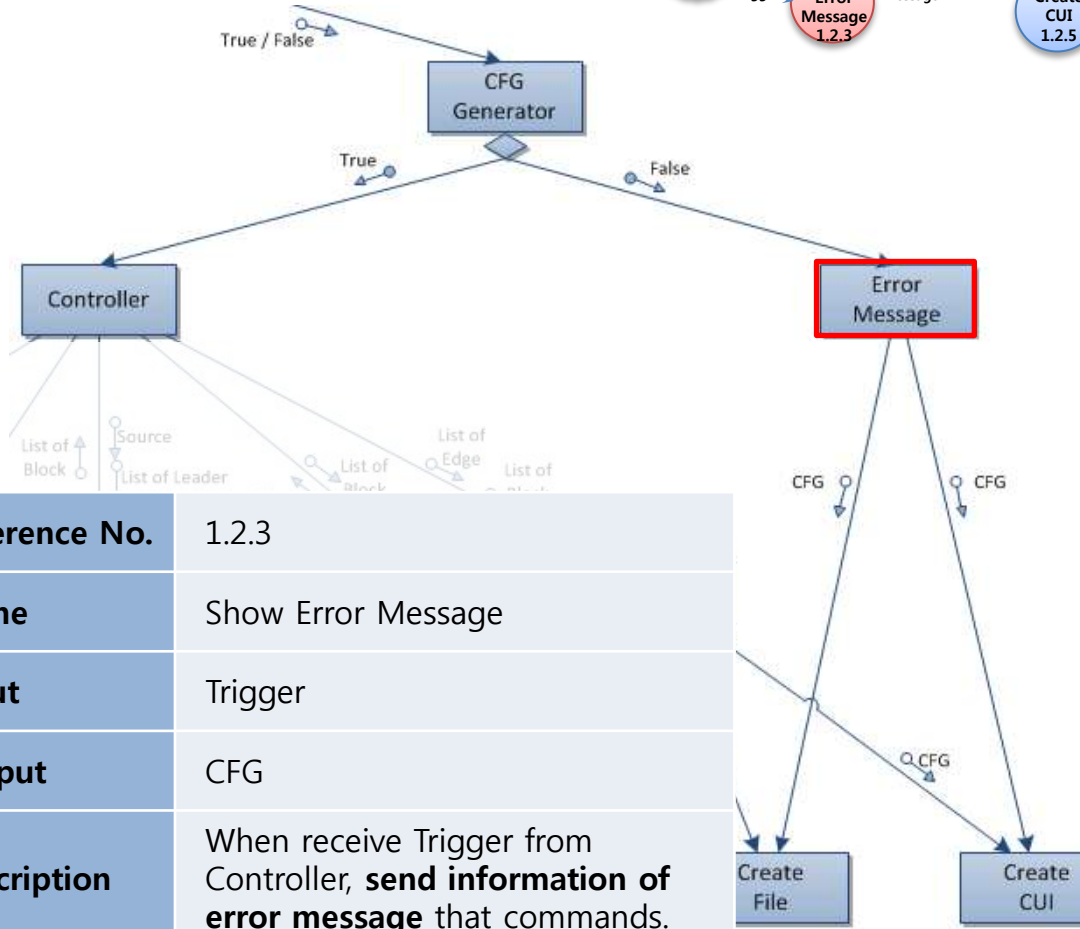 Message
1.2.3
CUI
1.2.5
True / False
CFG
Generator
True
False
Controller
Error
Message
List of
Block
Source
List of Leader
List of
Block
List of
Edge
List of
CFG
CFG
1.2.3
Show Error Message
Trigger
CFG
When receive Trigger from
Controller, send information of
error message that commands.
CFG
Create
File
Create
CUI